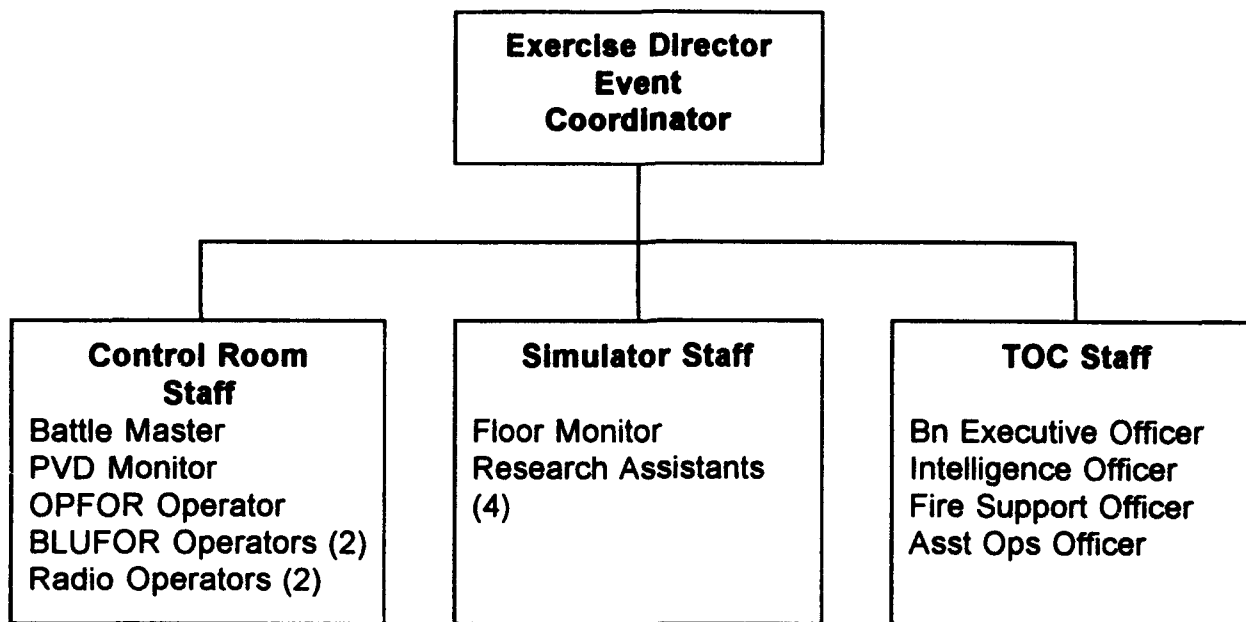 Exercise Director
Event
Coordinator
Control Room
Staff
Battle Master
PVD Monitor
OPFOR Operator
BLUFOR Operators (2)
Radio Operators (2)
Simulator Staff
Floor Monitor
Research Assistants
(4)
TOC Staff
Bn Executive Officer
Intelligence Officer
Fire Support Officer
Asst Ops Officer